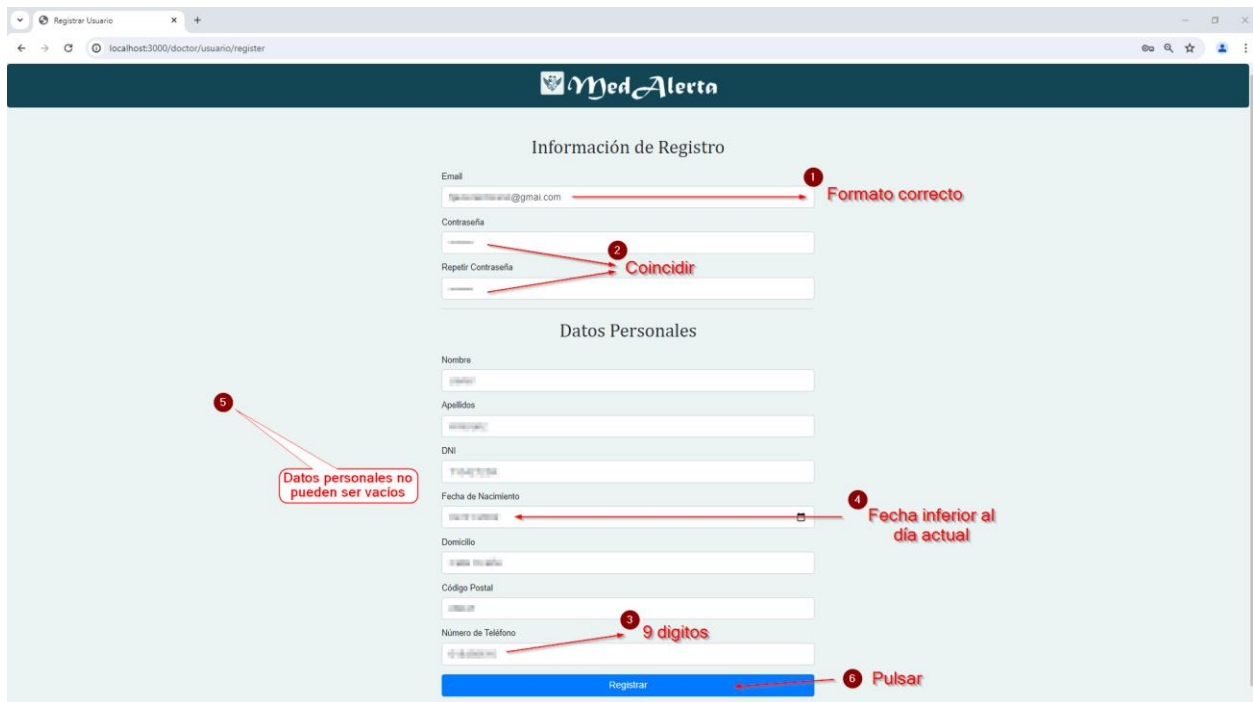 Registrar Usuario
localhost:3000/doctor/usuario/register
MedAlerta
Información de Registro
Email
@gmai.com
1
Formato correcto
Contraseña
2
Coincidir
Repetir Contraseña
Datos Personales
Nombre
5
Apellidos
DNI
Datos personales no
pueden ser vacíos
Fecha de Nacimiento
4
Fecha inferior al
día actual
Domicilio
Código Postal
3
9 digitos
Número de Teléfono
Registrar
6
Pulsar